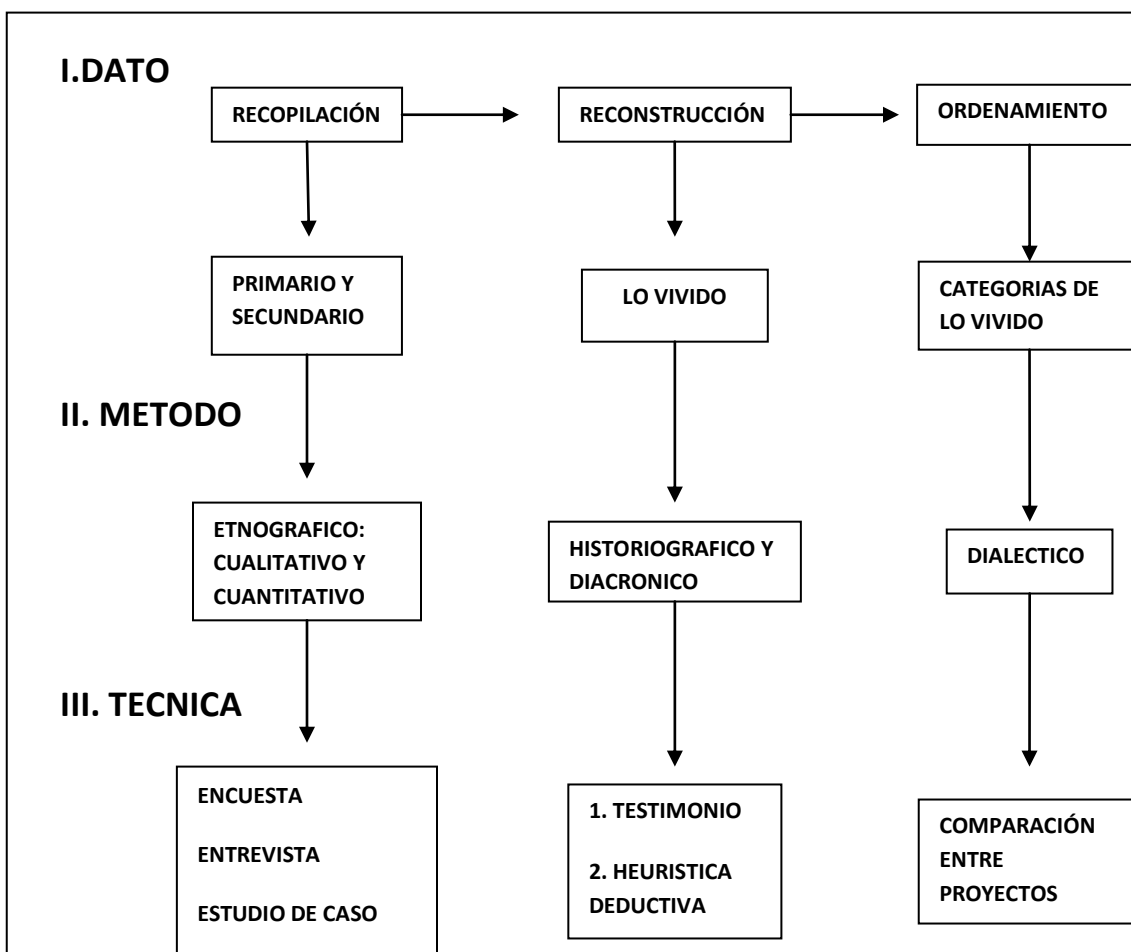 I.DATO
RECOPILACIÓN
RECONSTRUCCIÓN
ORDENAMIENTO
PRIMARIO Y
SECUNDARIO
LO VIVIDO
CATEGORIAS DE
LO VIVIDO
II. METODO
ETNOGRAFICO:
CUALITATIVO Y
CUANTITATIVO
HISTORIOGRAFICO Y
DIACRONICO
DIALECTICO
III. TECNICA
ENCUESTA
ENTREVISTA
ESTUDIO DE CASO
1. TESTIMONIO
2. HEURISTICA
DEDUCTIVA
COMPARACIÓN
ENTRE
PROYECTOS